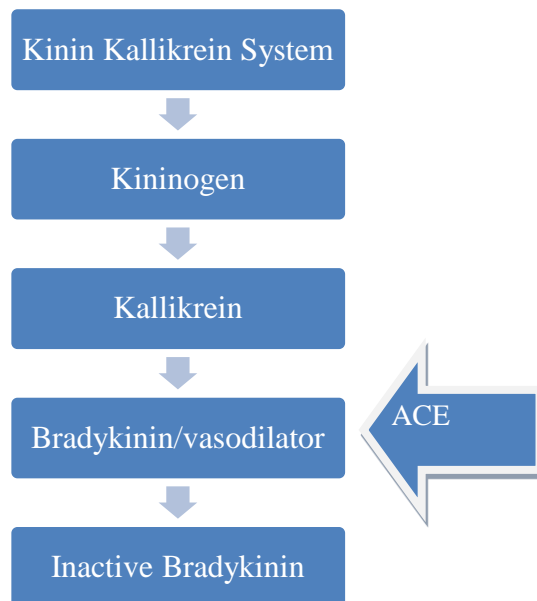 Kinin Kallikrein System
Kininogen
Kallikrein
Bradykinin/vasodilator
ACE
Inactive Bradykinin